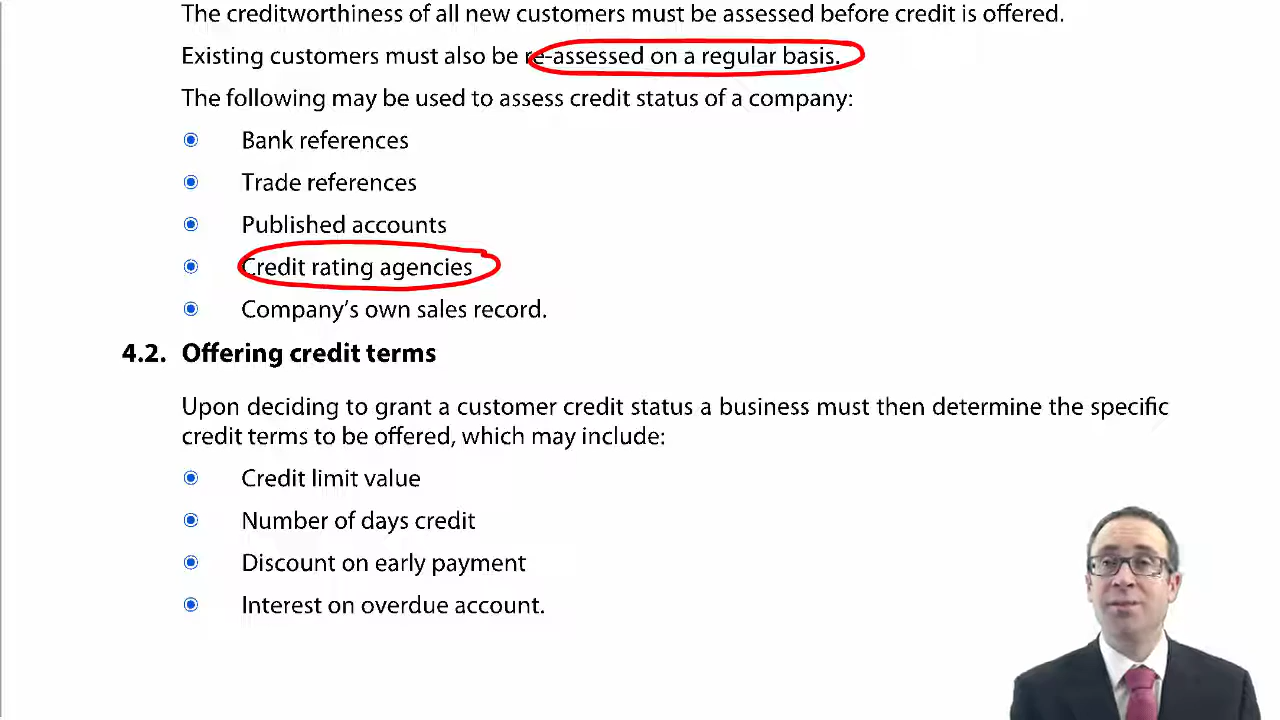 The creditworthiness of all new customers must be assessed before credit is offered.
Existing customers must also be re-assessed on a regular basis.
The following may be used to assess credit status of a company:
Bank references
Trade references
Published accounts
Credit rating agencies
Company's own sales record.
4.2. Offering credit terms
Upon deciding to grant a customer credit status a business must then determine the specific
credit terms to be offered, which may include:
Credit limit value
Number of days credit
Discount on early payment
Interest on overdue account.